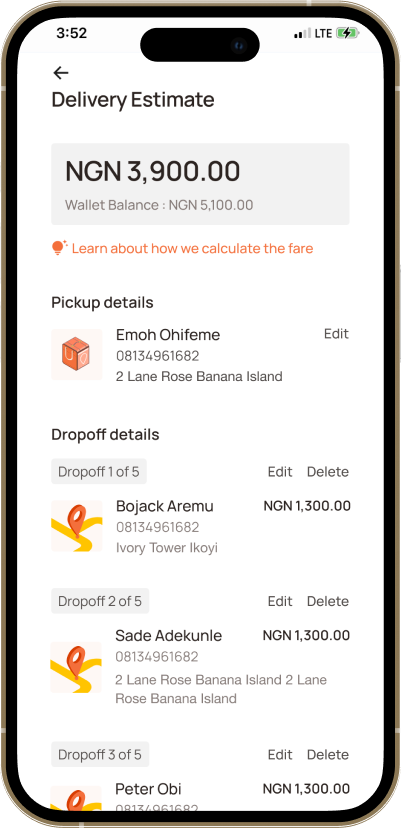 3:52
LTE
Delivery Estimate
NGN 3,900.00
Wallet Balance : NGN 5,100.00
Learn about how we calculate the fare
Pickup details
Emoh Ohifeme
Edit
08134961682
2 Lane Rose Banana Island
Dropoff details
Dropoff 1 of 5
Edit
Delete
Bojack Aremu
NGN 1,300.00
08134961682
Ivory Tower Ikoyi
Dropoff 2 of 5
Edit
Delete
Sade Adekunle
NGN 1,300.00
08134961682
2 Lane Rose Banana Island 2 Lane
Rose Banana Island
Dropoff 3 of 5
Edit
Delete
Peter Obi
NGN 1,300.00
08134961682